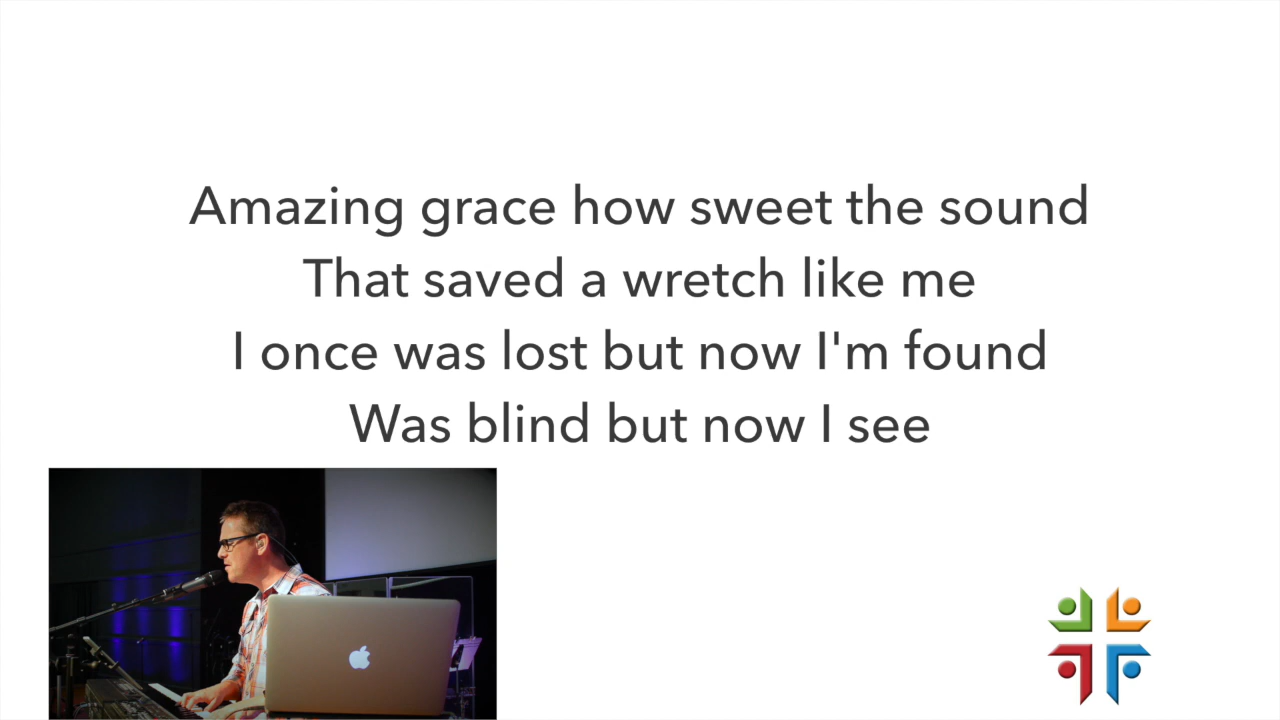 Amazing grace how sweet the sound
That saved a wretch like me
I once was lost but now I'm found
Was blind but now I see